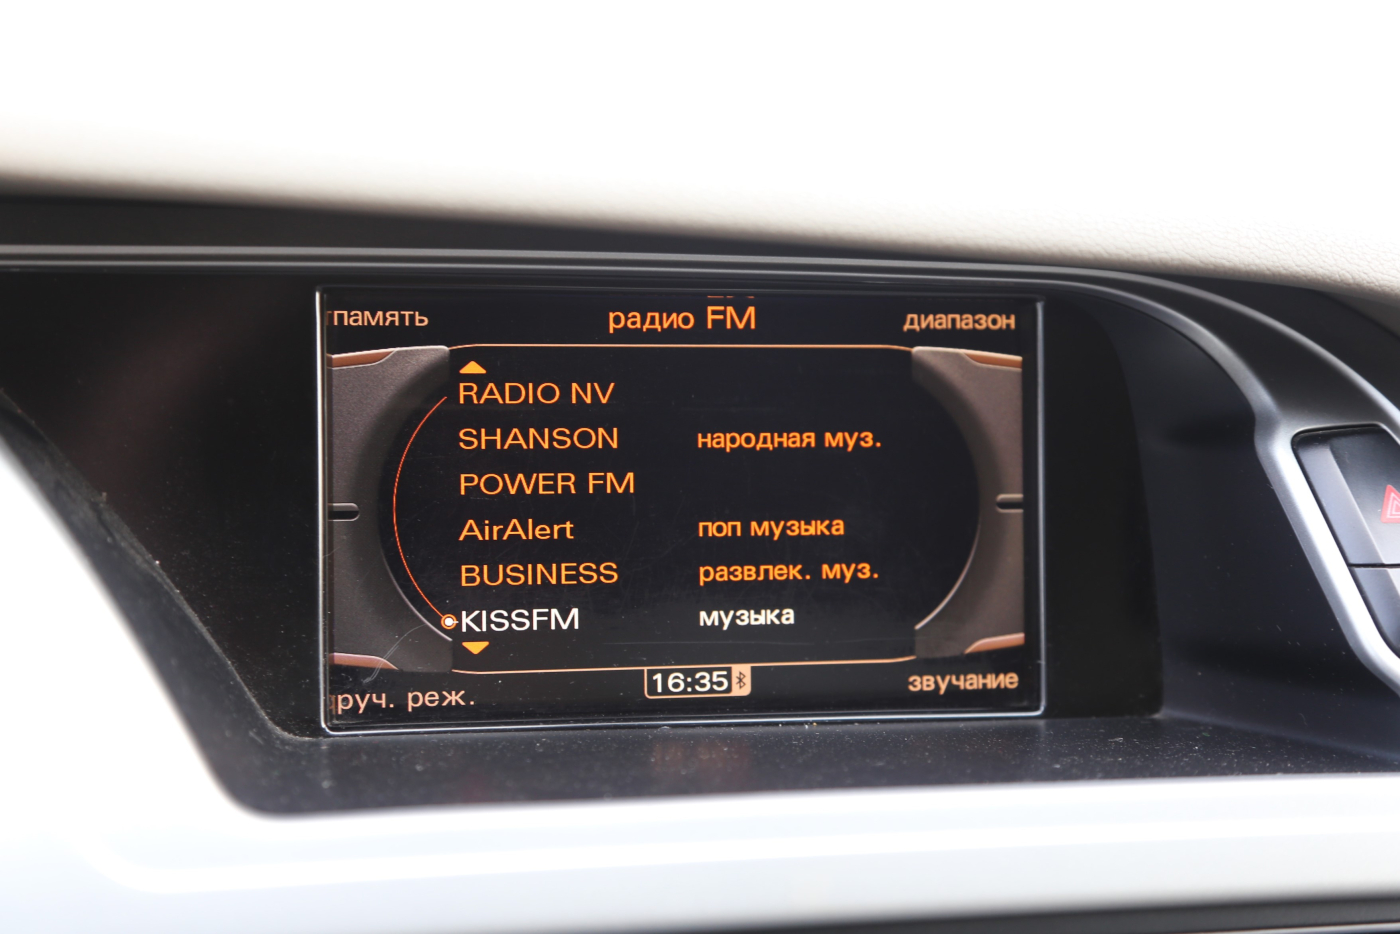 память радио FM диапазон
RADIO NV
SHANSON народная муз.
POWER FM
AirAlert поп музыка
BUSINESS развлек. муз.
KISSFM музыка
руч. реж. 16:35 звучание